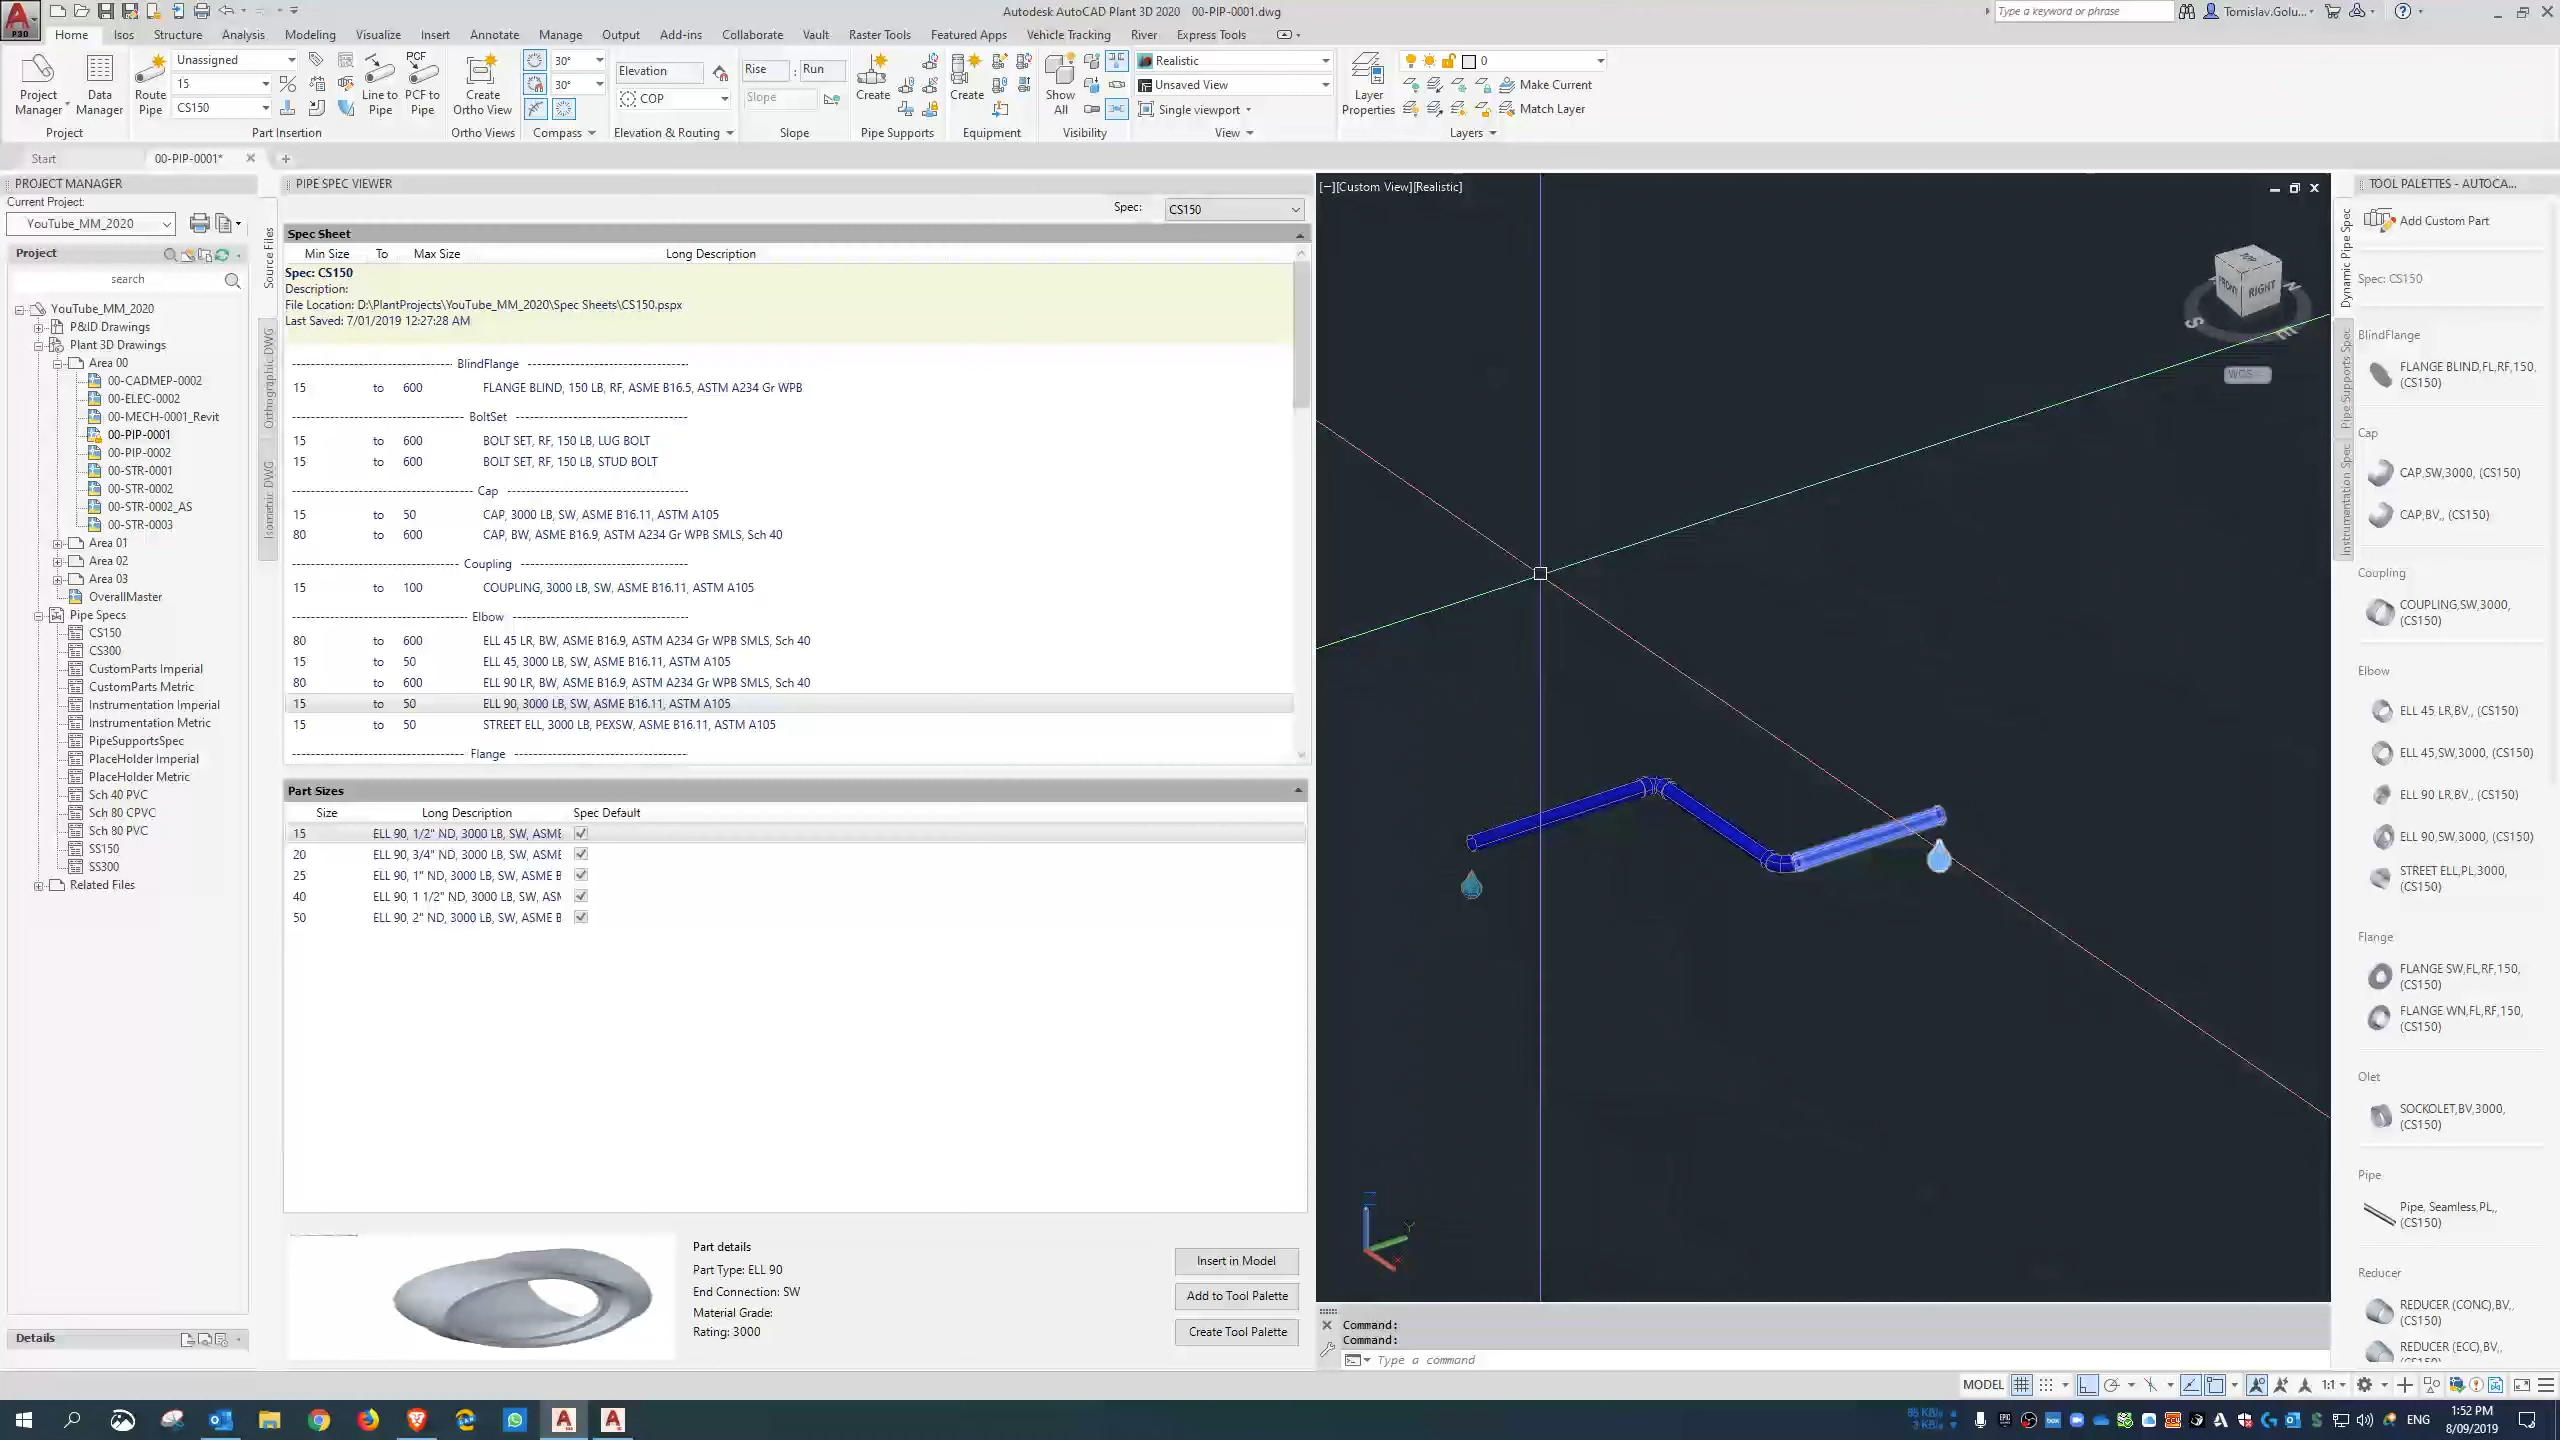 Autodesk AutoCAD Plant 3D 2020    00-PIP-0001.dwg
Type a keyword or phrase
Tomislav.Golu...
P3D
Home Isos Structure Analysis Modeling Visualize Insert Annotate Manage Output Add-ins Collaborate Vault Raster Tools Featured Apps Vehicle Tracking River Express Tools
Project Manager
Data Manager
Project
Route Pipe
Unassigned
15
CS150
Line to Pipe
PCF
PCF to Pipe
Part Insertion
Create Ortho View
Ortho Views
30°
30°
Compass
Elevation
COP
Elevation & Routing
Rise : Run
Slope
Slope
Create
Pipe Supports
Create
Equipment
Show All
Visibility
Realistic
Unsaved View
Single viewport
View
Layer Properties
0
Make Current
Match Layer
Layers
Start
00-PIP-0001*
PROJECT MANAGER
Current Project:
YouTube_MM_2020
Project
search
YouTube_MM_2020
P&ID Drawings
Plant 3D Drawings
Area 00
00-CADMEP-0002
00-ELEC-0002
00-MECH-0001_Revit
00-PIP-0001
00-PIP-0002
00-STR-0001
00-STR-0002
00-STR-0002_AS
00-STR-0003
Area 01
Area 02
Area 03
OverallMaster
Pipe Specs
CS150
CS300
CustomParts Imperial
CustomParts Metric
Instrumentation Imperial
Instrumentation Metric
PipeSupportsSpec
PlaceHolder Imperial
PlaceHolder Metric
Sch 40 PVC
Sch 80 CPVC
Sch 80 PVC
SS150
SS300
Related Files
Details
Source Files
Orthographic DWG
Isometric DWG
PIPE SPEC VIEWER
Spec: CS150
Spec Sheet
Min Size To Max Size Long Description
Spec: CS150
Description:
File Location: D:\PlantProjects\YouTube_MM_2020\Spec Sheets\CS150.pspx
Last Saved: 7/01/2019 12:27:28 AM
BlindFlange
15 to 600 FLANGE BLIND, 150 LB, RF, ASME B16.5, ASTM A234 Gr WPB
BoltSet
15 to 600 BOLT SET, RF, 150 LB, LUG BOLT
15 to 600 BOLT SET, RF, 150 LB, STUD BOLT
Cap
15 to 50 CAP, 3000 LB, SW, ASME B16.11, ASTM A105
80 to 600 CAP, BW, ASME B16.9, ASTM A234 Gr WPB SMLS, Sch 40
Coupling
15 to 100 COUPLING, 3000 LB, SW, ASME B16.11, ASTM A105
Elbow
80 to 600 ELL 45 LR, BW, ASME B16.9, ASTM A234 Gr WPB SMLS, Sch 40
15 to 50 ELL 45, 3000 LB, SW, ASME B16.11, ASTM A105
80 to 600 ELL 90 LR, BW, ASME B16.9, ASTM A234 Gr WPB SMLS, Sch 40
15 to 50 ELL 90, 3000 LB, SW, ASME B16.11, ASTM A105
15 to 50 STREET ELL, 3000 LB, PEXSW, ASME B16.11, ASTM A105
Flange
Part Sizes
Size Long Description Spec Default
15 ELL 90, 1/2" ND, 3000 LB, SW, ASME
20 ELL 90, 3/4" ND, 3000 LB, SW, ASME
25 ELL 90, 1" ND, 3000 LB, SW, ASME B
40 ELL 90, 1 1/2" ND, 3000 LB, SW, ASM
50 ELL 90, 2" ND, 3000 LB, SW, ASME B
Part details
Part Type: ELL 90
End Connection: SW
Material Grade:
Rating: 3000
Insert in Model
Add to Tool Palette
Create Tool Palette
[−][Custom View][Realistic]
TOP
FRONT
RIGHT
N
S
E
WCS
Z
Y
X
Command:
Command:
Type a command
TOOL PALETTES - AUTOCA...
Dynamic Pipe Spec
Pipe Supports Spec
Instrumentation Spec
Add Custom Part
Spec: CS150
BlindFlange
FLANGE BLIND,FL,RF,150,
(CS150)
Cap
CAP,SW,3000, (CS150)
CAP,BV,, (CS150)
Coupling
COUPLING,SW,3000,
(CS150)
Elbow
ELL 45 LR,BV,, (CS150)
ELL 45,SW,3000, (CS150)
ELL 90 LR,BV,, (CS150)
ELL 90,SW,3000, (CS150)
STREET ELL,PL,3000,
(CS150)
Flange
FLANGE SW,FL,RF,150,
(CS150)
FLANGE WN,FL,RF,150,
(CS150)
Olet
SOCKOLET,BV,3000,
(CS150)
Pipe
Pipe, Seamless,PL,,
(CS150)
Reducer
REDUCER (CONC),BV,,
(CS150)
REDUCER (ECC),BV,,
MODEL
1:1
ENG
1:52 PM
8/09/2019